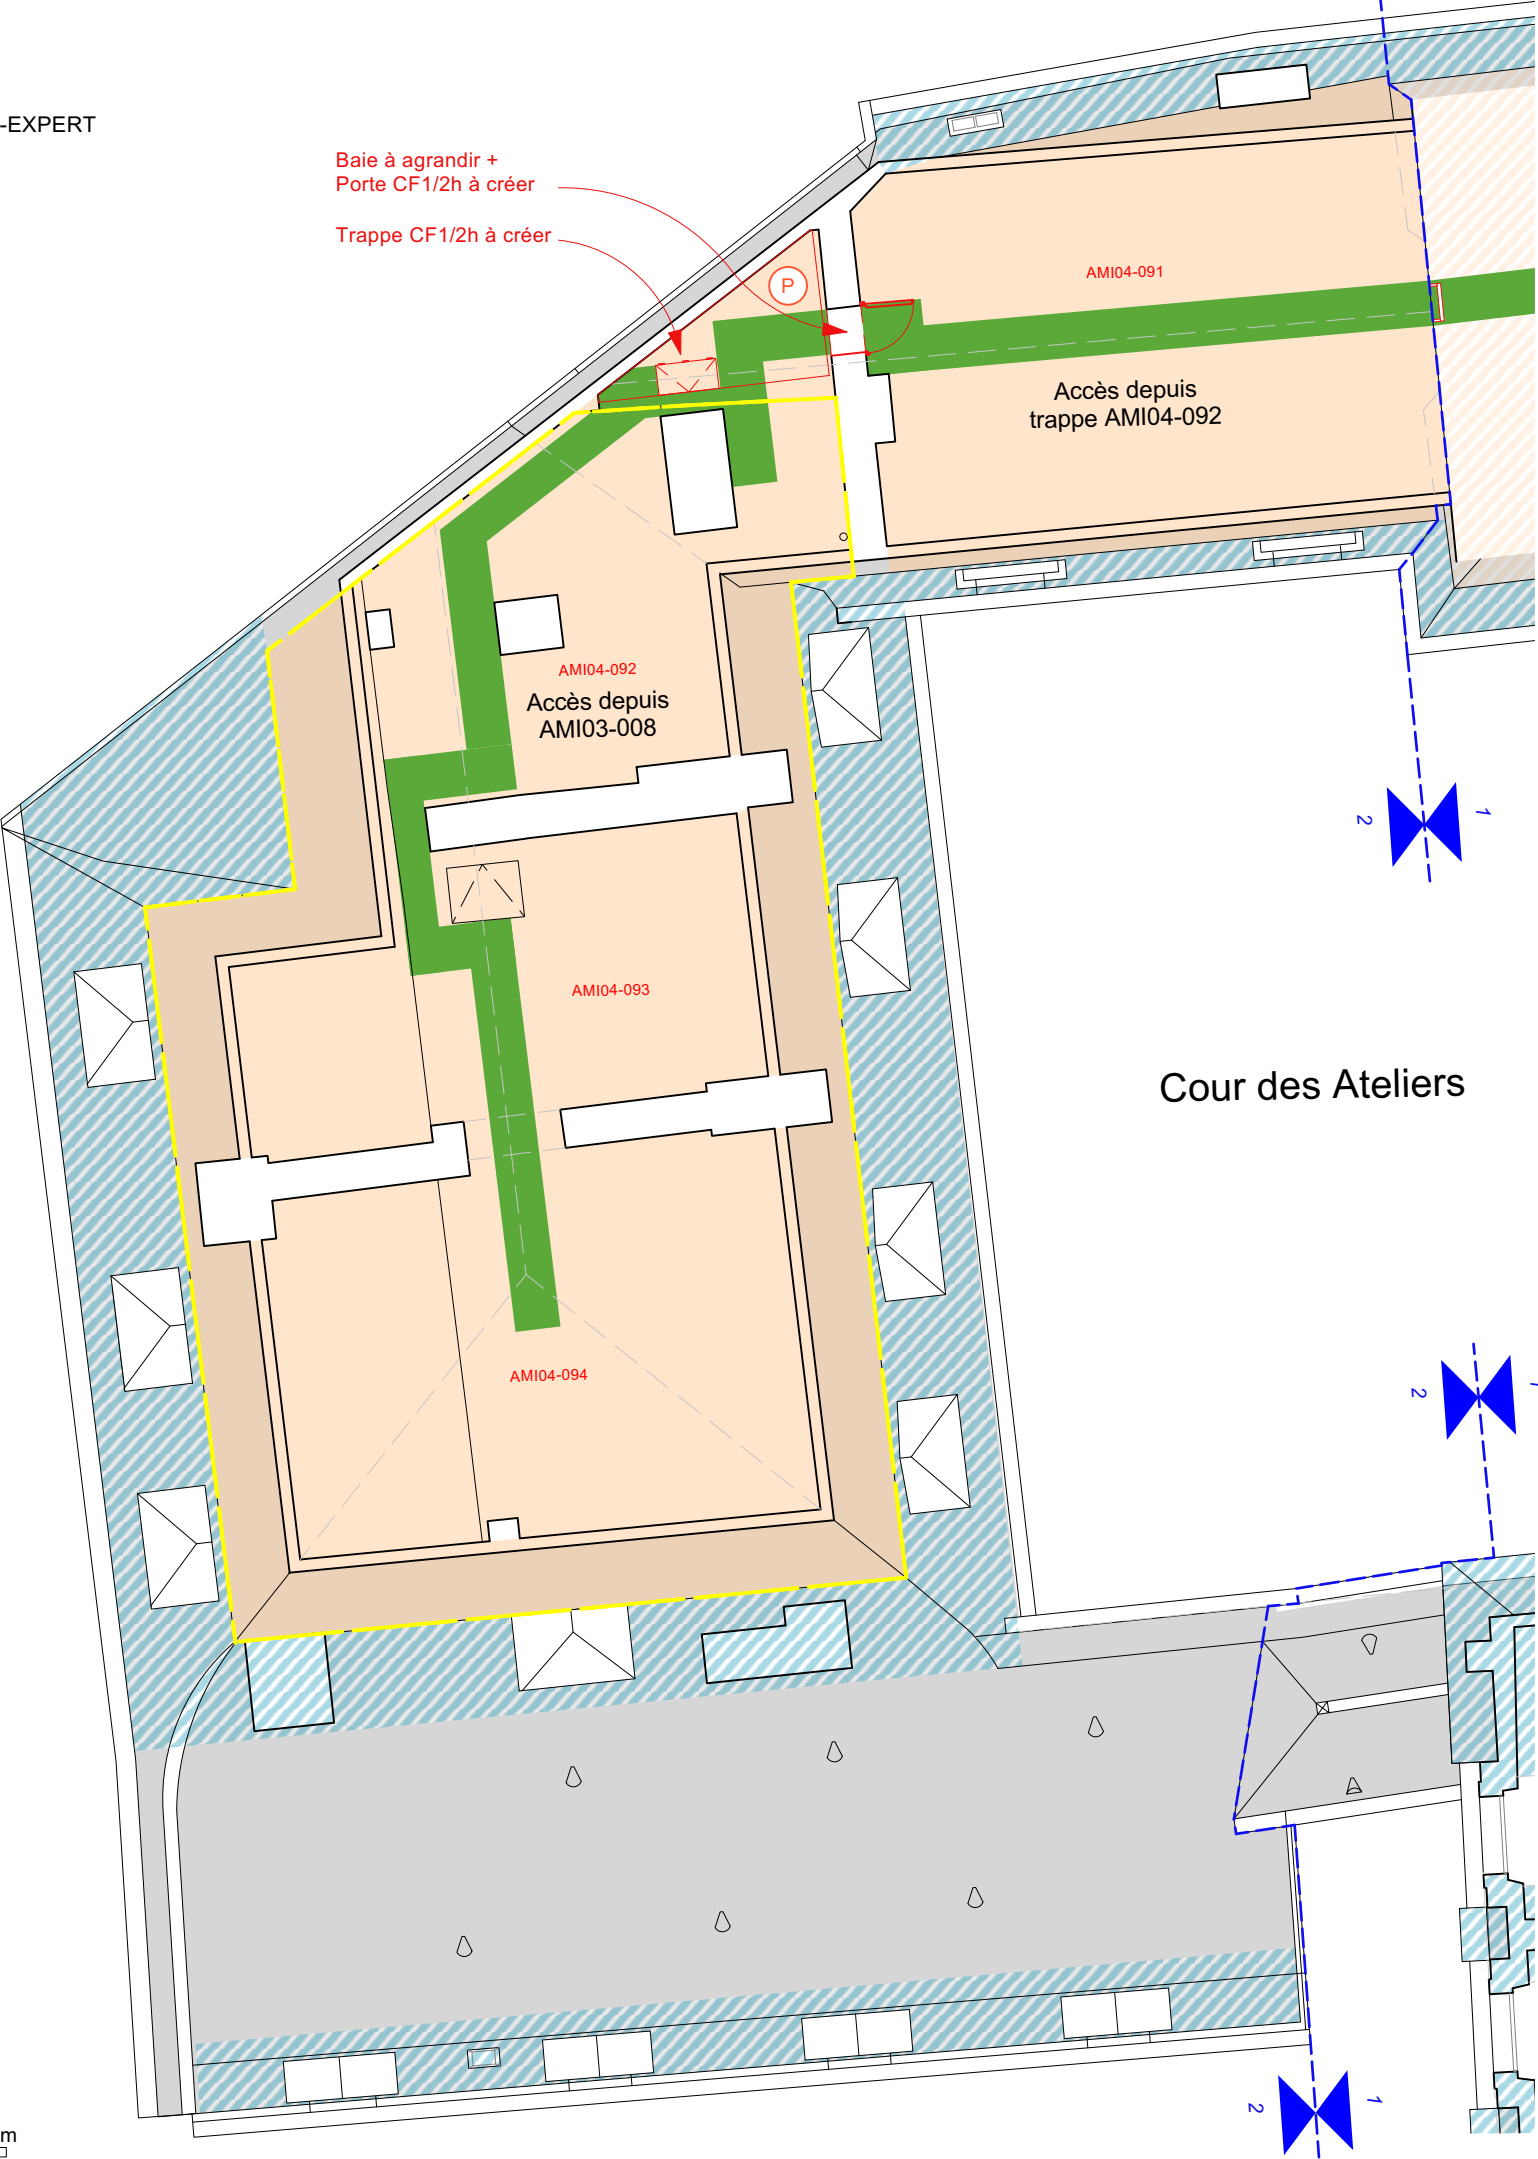 -EXPERT
Baie à agrandir +
Porte CF1/2h à créer
Trappe CF1/2h à créer
P
AMI04-091
Accès depuis
trappe AMI04-092
AMI04-092
Accès depuis
AMI03-008
2
1
AMI04-093
Cour des Ateliers
AMI04-094
2
1
2
1
m